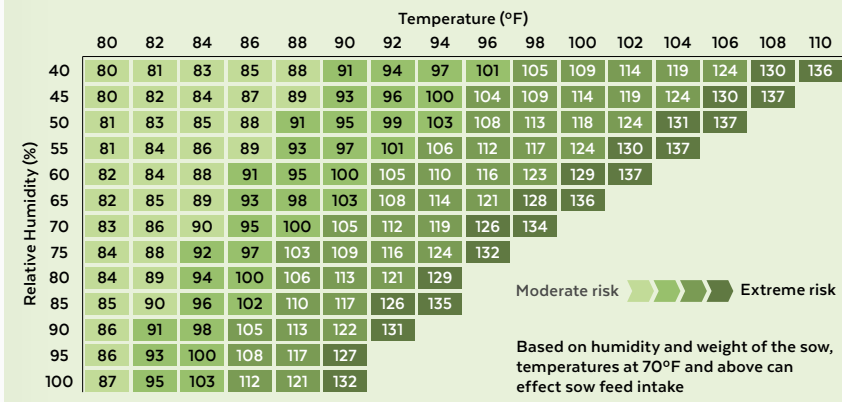 Temperature (ºF)
80 82 84 86 88 90 92 94 96 98 100 102 104 106 108 110
Relative Humidity (%)
40 80 81 83 85 88 91 94 97 101 105 109 114 119 124 130 136
45 80 82 84 87 89 93 96 100 104 109 114 119 124 130 137
50 81 83 85 88 91 95 99 103 108 113 118 124 131 137
55 81 84 86 89 93 97 101 106 112 117 124 130 137
60 82 84 88 91 95 100 105 110 116 123 129 137
65 82 85 89 93 98 103 108 114 121 128 136
70 83 86 90 95 100 105 112 119 126 134
75 84 88 92 97 103 109 116 124 132
80 84 89 94 100 106 113 121 129
85 85 90 96 102 110 117 126 135
90 86 91 98 105 113 122 131
95 86 93 100 108 117 127
100 87 95 103 112 121 132
Moderate risk Extreme risk
Based on humidity and weight of the sow,
temperatures at 70ºF and above can
effect sow feed intake